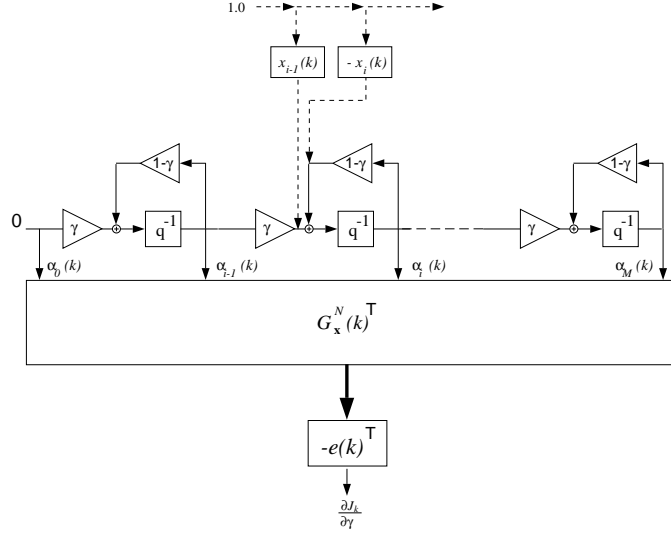 1.0
x_{i-1}(k)
- x_i(k)
1-γ
1-γ
1-γ
0
γ
q^{-1}
γ
q^{-1}
γ
q^{-1}
α_0(k)
α_{i-1}(k)
α_i(k)
α_M(k)
G_x^N(k)^T
-e(k)^T
∂J_k
∂γ